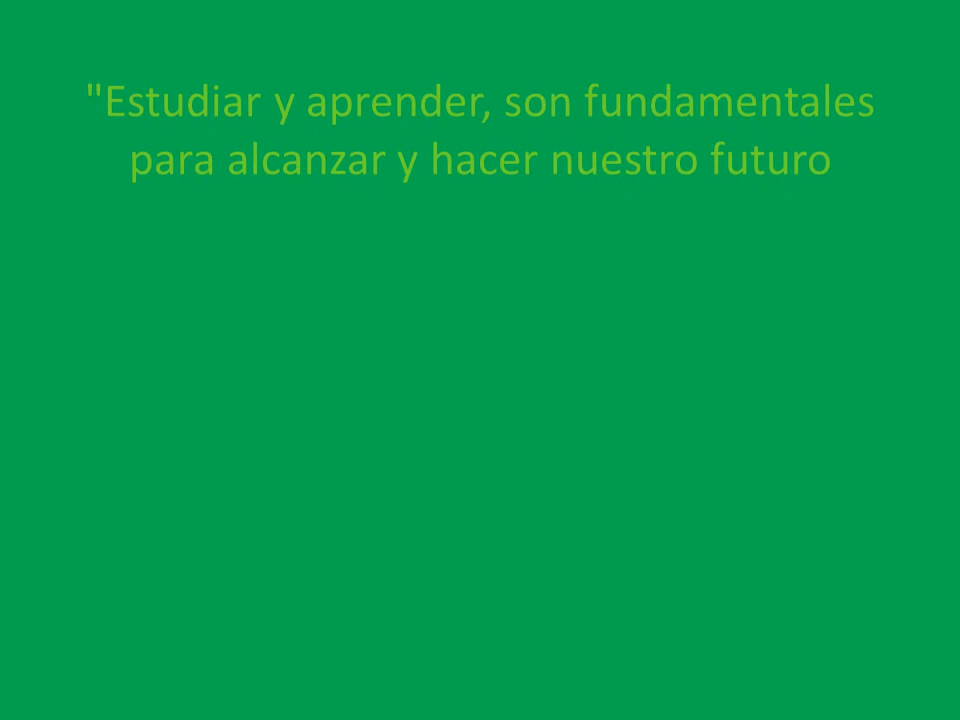 "Estudiar y aprender, son fundamentales
para alcanzar y hacer nuestro futuro